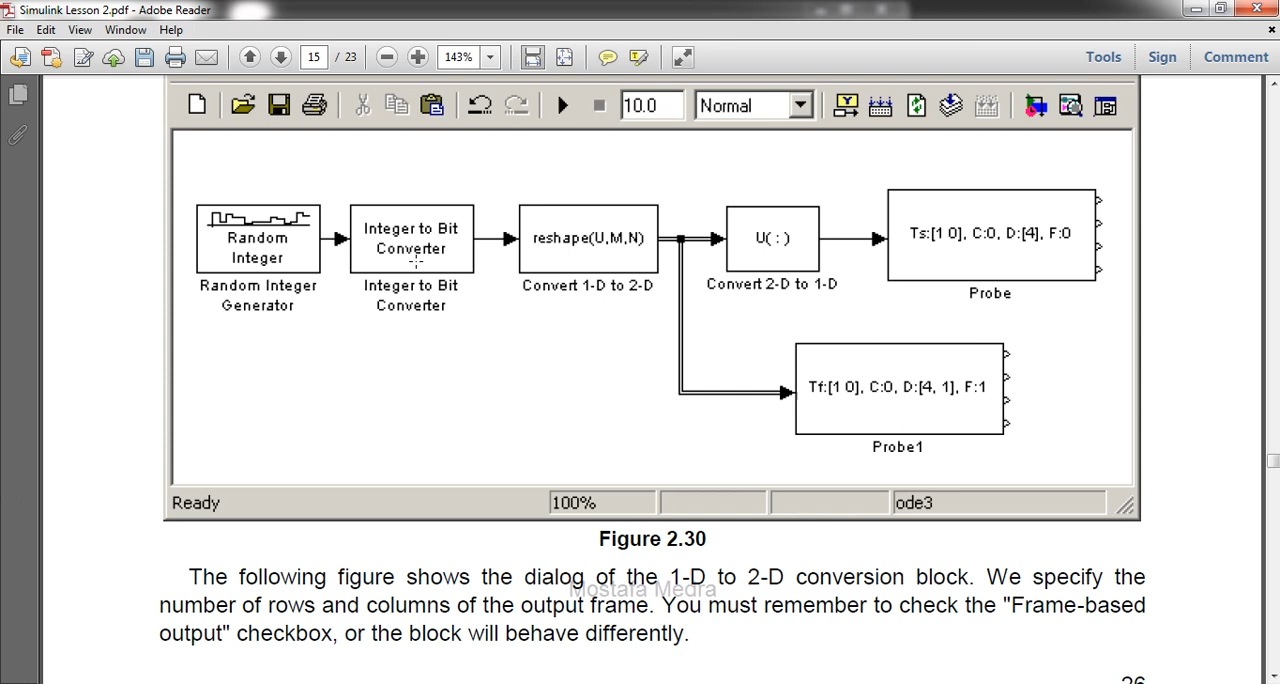 Simulink Lesson 2.pdf - Adobe Reader
File Edit View Window Help
15 / 23 143% Tools Sign Comment
10.0 Normal
Random
Integer
Random Integer
Generator
Integer to Bit
Converter
Integer to Bit
Converter
reshape(U,M,N)
Convert 1-D to 2-D
U( : )
Convert 2-D to 1-D
Ts:[1 0], C:0, D:[4], F:0
Probe
Tf:[1 0], C:0, D:[4, 1], F:1
Probe1
Ready 100% ode3
Figure 2.30
The following figure shows the dialog of the 1-D to 2-D conversion block. We specify the
Mostafa Medra
number of rows and columns of the output frame. You must remember to check the "Frame-based
output" checkbox, or the block will behave differently.
26